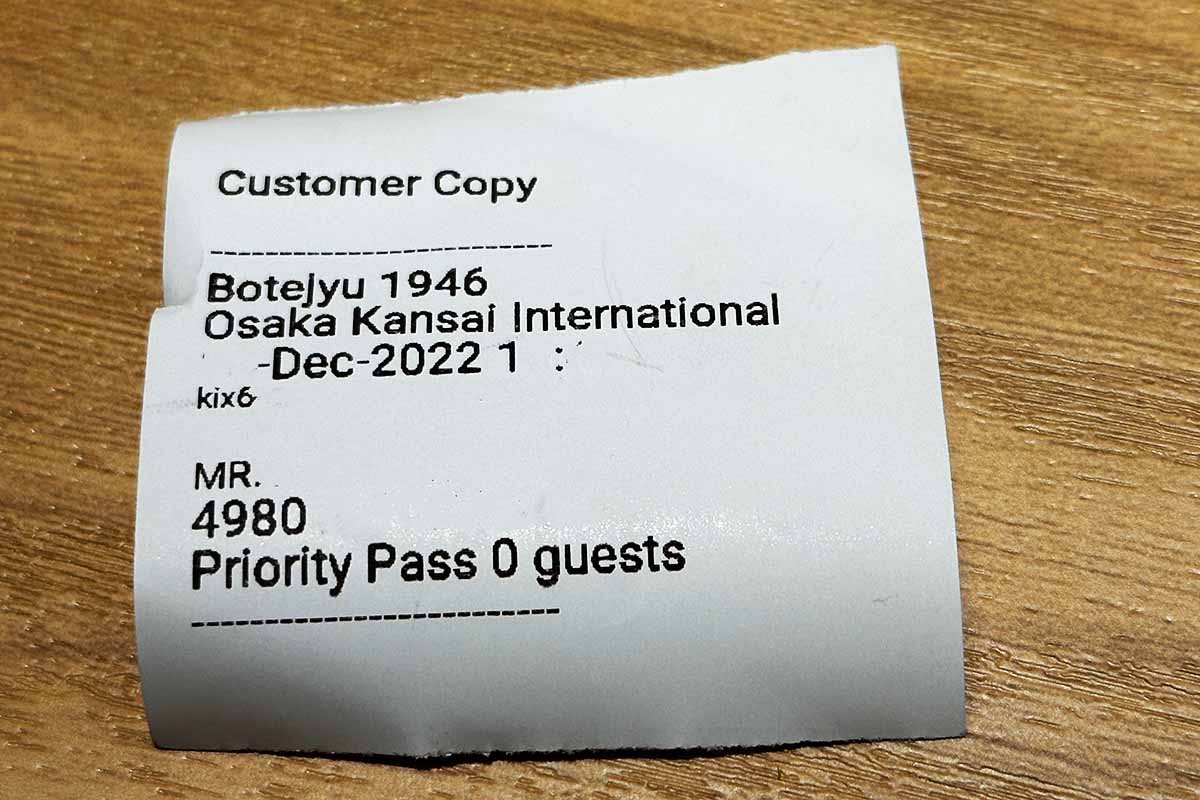 Customer Copy
------------------------------
Botejyu 1946
Osaka Kansai International
-Dec-2022 1 :
kix6
MR.
4980
Priority Pass 0 guests
------------------------------